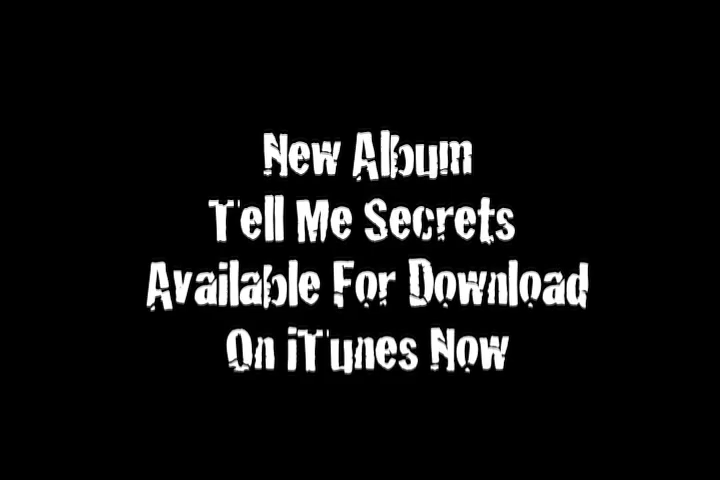 New Album
Tell Me Secrets
Available For Download
On iTunes Now